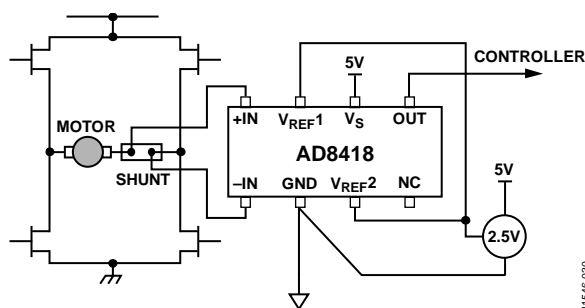 CONTROLLER
5V
+IN VREF1 VS OUT
MOTOR
AD8418
SHUNT
–IN GND VREF2 NC
5V
2.5V